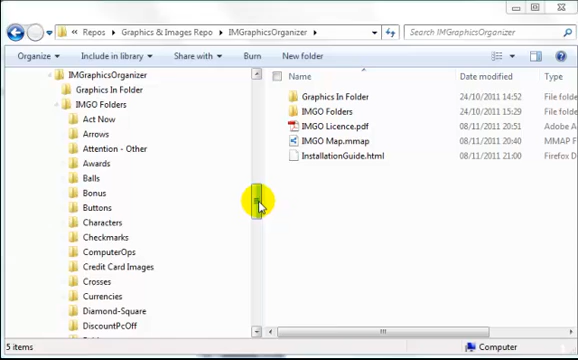 Repos ▸ Graphics & Images Repo ▸ IMGraphicsOrganizer ▸
Search IMGraphicsOrganizer
Organize Include in library Share with Burn New folder
IMGraphicsOrganizer
Graphics In Folder
IMGO Folders
Act Now
Arrows
Attention - Other
Awards
Balls
Bonus
Buttons
Characters
Checkmarks
ComputerOps
Credit Card Images
Crosses
Currencies
Diamond-Square
DiscountPcOff
Name Date modified Type
Graphics In Folder 24/10/2011 14:52 File folde
IMGO Folders 24/10/2011 15:29 File folde
IMGO Licence.pdf 08/11/2011 20:51 Adobe A
IMGO Map.mmap 08/11/2011 20:43 MMAP F
InstallationGuide.html 08/11/2011 21:00 Firefox D
5 items
Computer